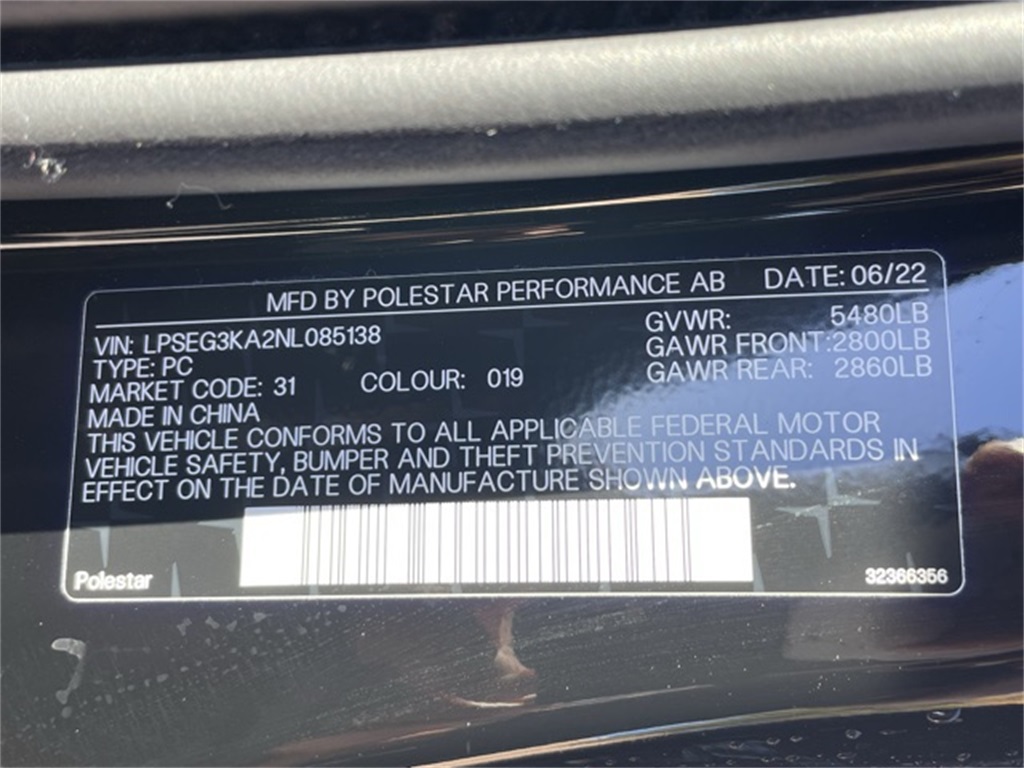 MFD BY POLESTAR PERFORMANCE AB DATE: 06/22
VIN: LPSEG3KA2NL085138 GVWR: 5480LB
TYPE: PC GAWR FRONT:2800LB
MARKET CODE: 31 COLOUR: 019 GAWR REAR: 2860LB
MADE IN CHINA
THIS VEHICLE CONFORMS TO ALL APPLICABLE FEDERAL MOTOR
VEHICLE SAFETY, BUMPER AND THEFT PREVENTION STANDARDS IN
EFFECT ON THE DATE OF MANUFACTURE SHOWN ABOVE.
Polestar 32366356